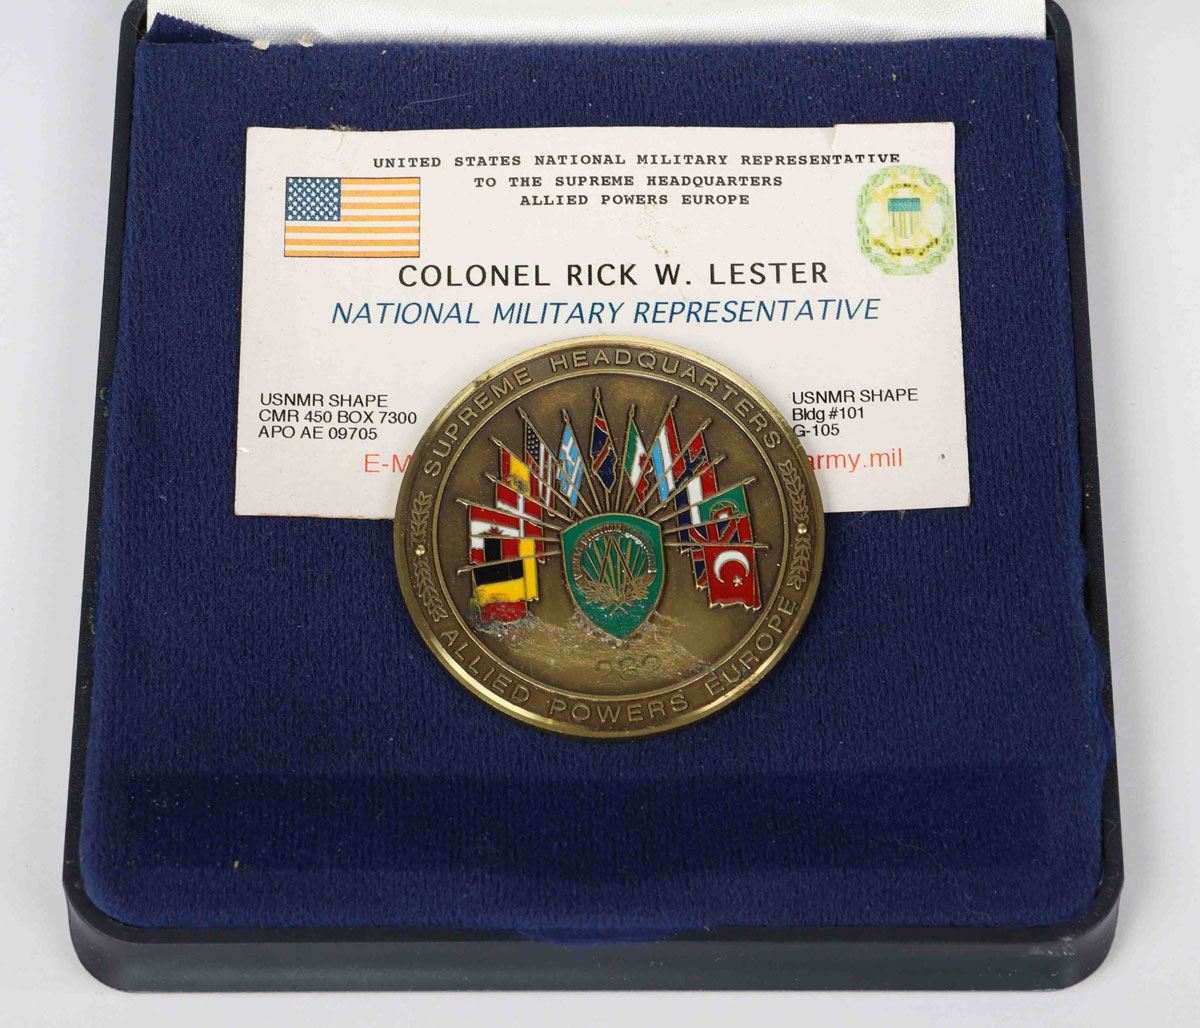 UNITED STATES NATIONAL MILITARY REPRESENTATIVE
TO THE SUPREME HEADQUARTERS
ALLIED POWERS EUROPE
COLONEL RICK W. LESTER
NATIONAL MILITARY REPRESENTATIVE
USNMR SHAPE
CMR 450 BOX 7300
APO AE 09705
E-M
USNMR SHAPE
Bldg #101
G-105
army.mil
SUPREME HEADQUARTERS
ALLIED POWERS EUROPE